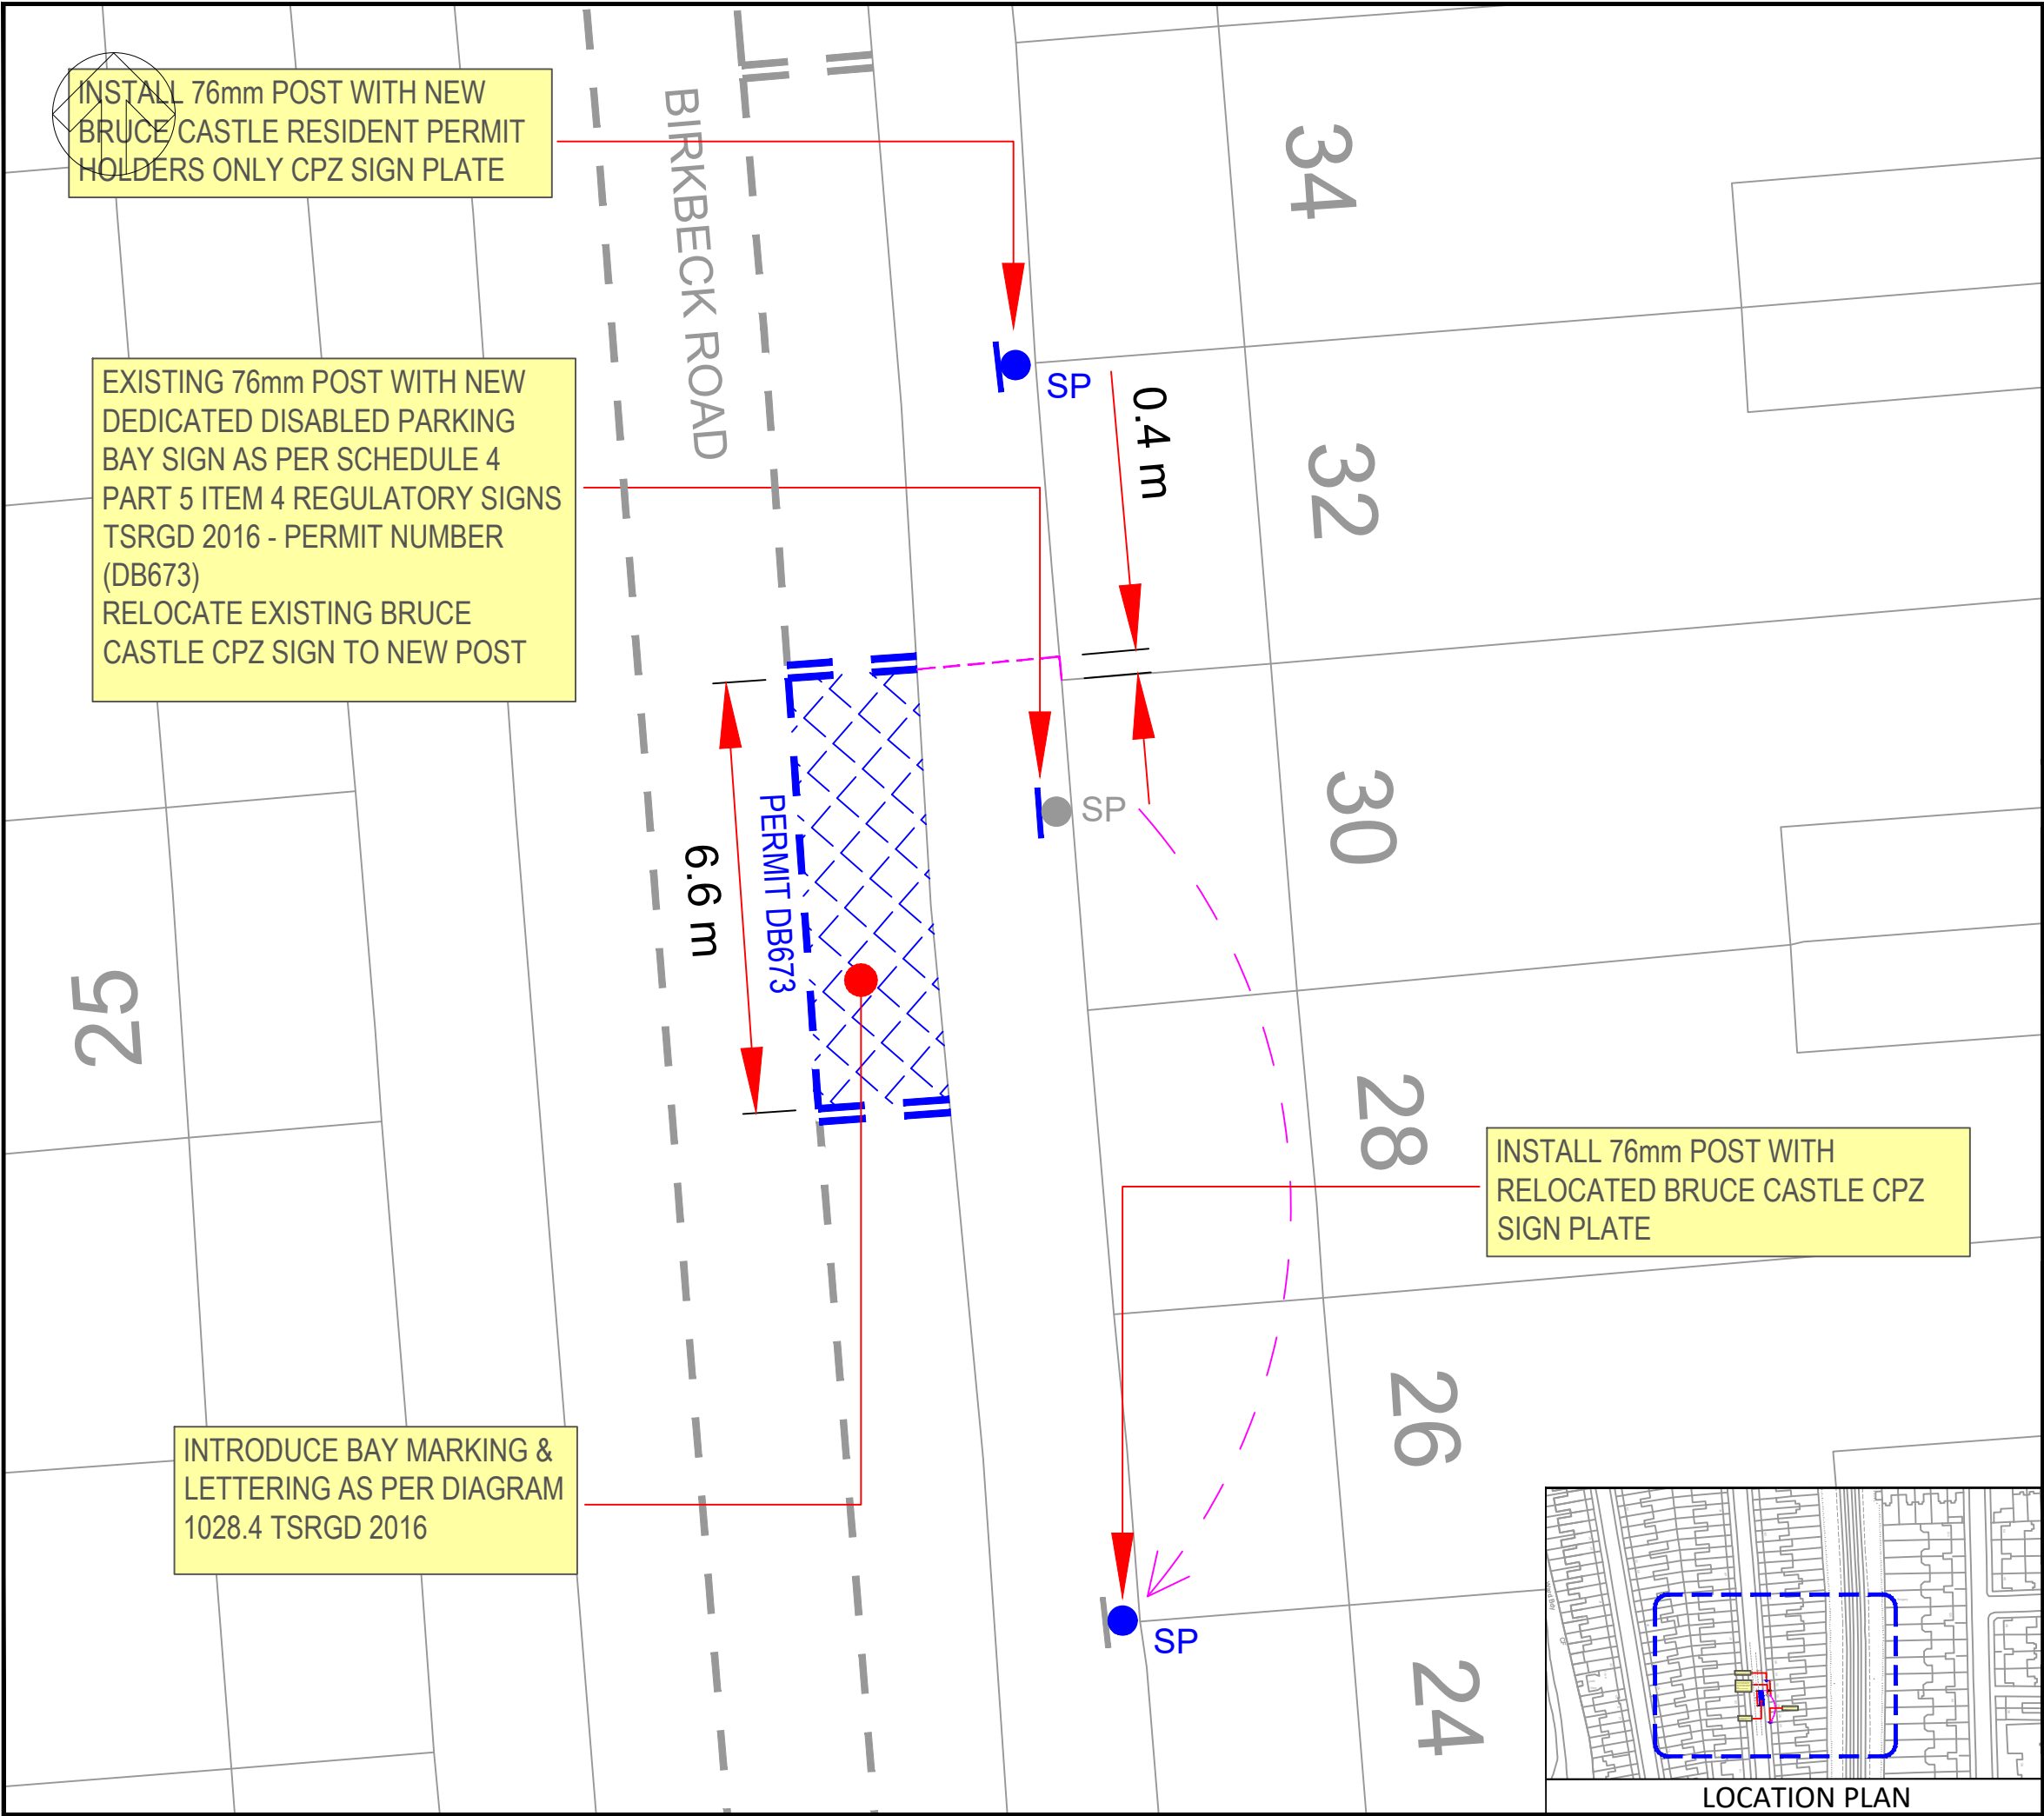 INSTALL 76mm POST WITH NEW
BRUCE CASTLE RESIDENT PERMIT
HOLDERS ONLY CPZ SIGN PLATE
BIRKBECK ROAD
34
SP
0.4 m
EXISTING 76mm POST WITH NEW
DEDICATED DISABLED PARKING
BAY SIGN AS PER SCHEDULE 4
PART 5 ITEM 4 REGULATORY SIGNS
TSRGD 2016 - PERMIT NUMBER
(DB673)
RELOCATE EXISTING BRUCE
CASTLE CPZ SIGN TO NEW POST
32
SP
30
6.6 m
PERMIT DB673
25
28
INSTALL 76mm POST WITH
RELOCATED BRUCE CASTLE CPZ
SIGN PLATE
26
INTRODUCE BAY MARKING &
LETTERING AS PER DIAGRAM
1028.4 TSRGD 2016
SP
24
LOCATION PLAN